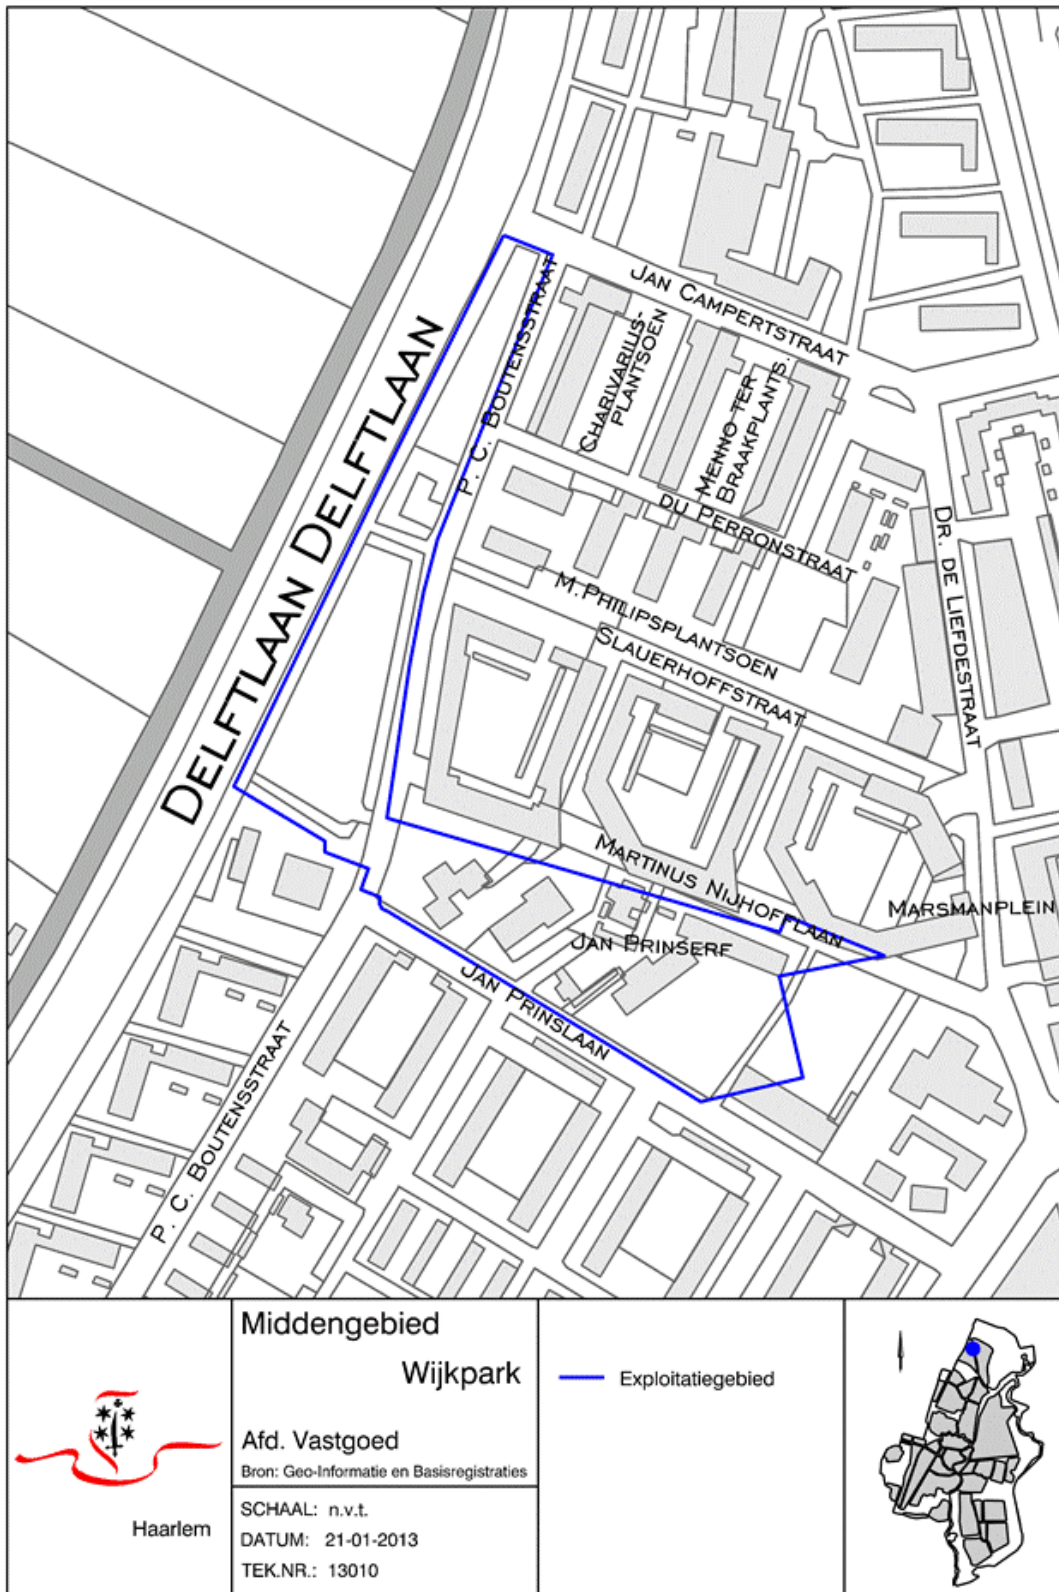 JAN CAMPERTSTRAAT
P. C. BOUTENSSTRAAT
CHARIVARIUS-
PLANTSOEN
MENNO TER
BRAAKPLANTS.
DELFTLAAN DELFTLAAN
DU PERRONSTRAAT
DR. DE LIEFDESTRAAT
M. PHILIPSPLANTSOEN
SLAUERHOFFSTRAAT
MARTINUS NIJHOFFLAAN
MARSMANPLEIN
JAN PRINSERF
JAN PRINSLAAN
P. C. BOUTENSSTRAAT
Haarlem
Middengebied
Wijkpark
Afd. Vastgoed
Bron: Geo-Informatie en Basisregistraties
SCHAAL: n.v.t.
DATUM: 21-01-2013
TEK.NR.: 13010
Exploitatiegebied